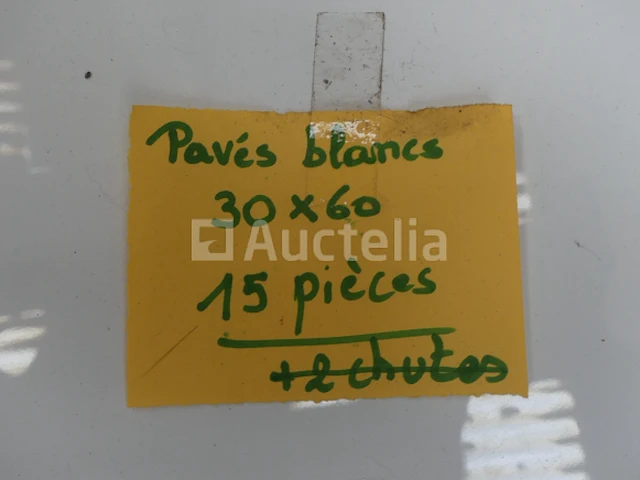 Pavés blancs
30x60
Auctelia
15 pièces
+2 chutes